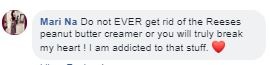 Mari Na Do not EVER get rid of the Reeses
peanut butter creamer or you will truly break
my heart ! I am addicted to that stuff. ❤️